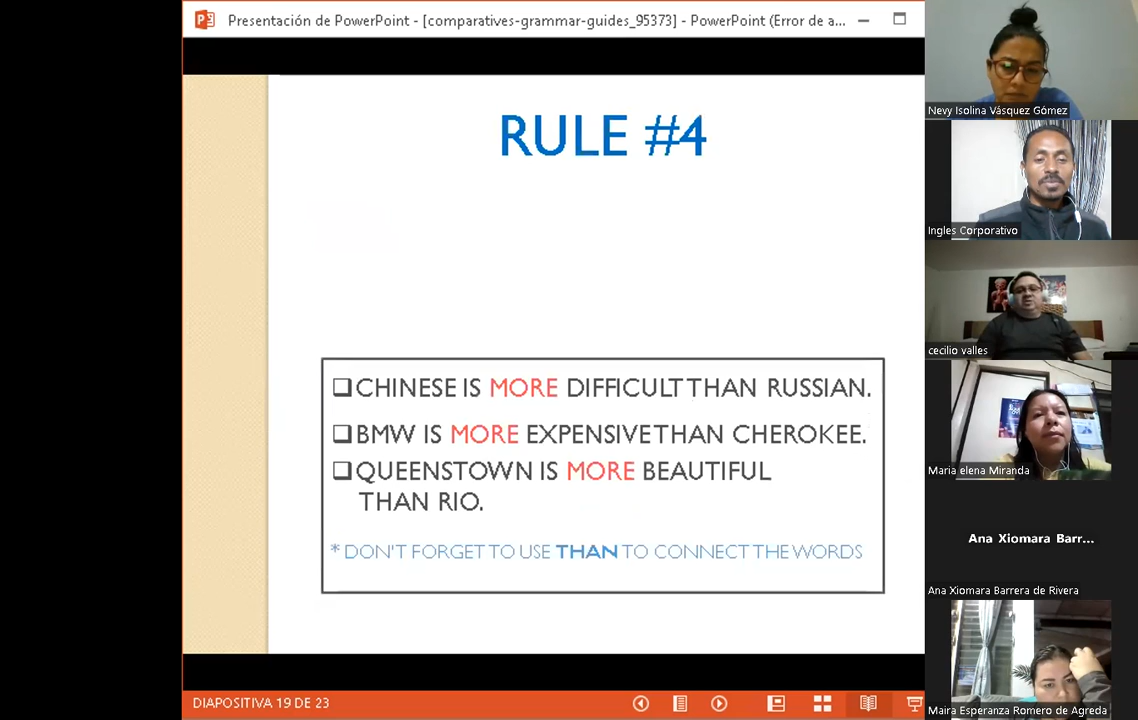 Presentación de PowerPoint - [comparatives-grammar-guides_95373] - PowerPoint (Error de a...
RULE #4
CHINESE IS MORE DIFFICULT THAN RUSSIAN.
BMW IS MORE EXPENSIVE THAN CHEROKEE.
QUEENSTOWN IS MORE BEAUTIFUL
THAN RIO.
* DON'T FORGET TO USE THAN TO CONNECT THE WORDS
DIAPOSITIVA 19 DE 23
Nevy Isolina Vásquez Gómez
Ingles Corporativo
cecilio valles
Maria elena Miranda
Ana Xiomara Barr...
Ana Xiomara Barrera de Rivera
Maira Esperanza Romero de Agreda